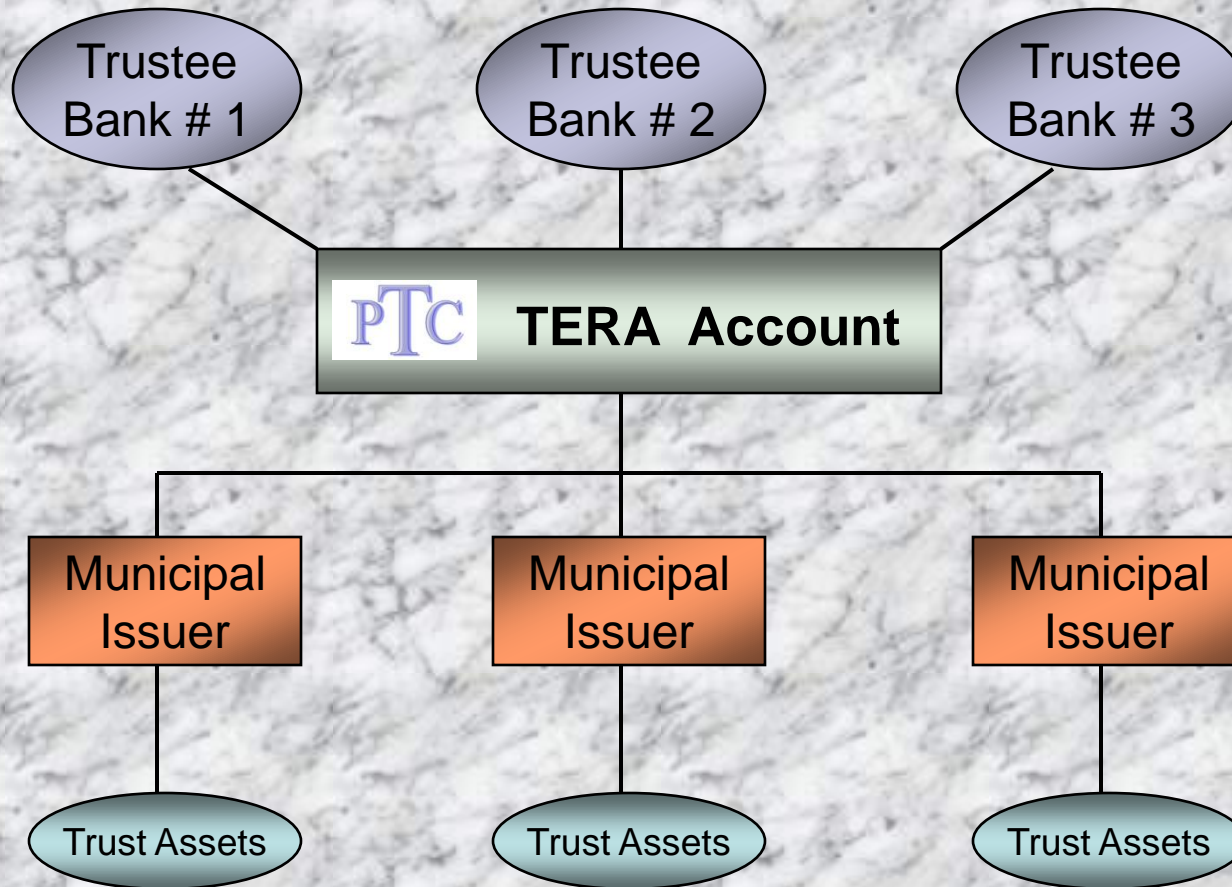 Trustee
Bank # 1
Trustee
Bank # 2
Trustee
Bank # 3
PTC TERA Account
Municipal
Issuer
Municipal
Issuer
Municipal
Issuer
Trust Assets
Trust Assets
Trust Assets